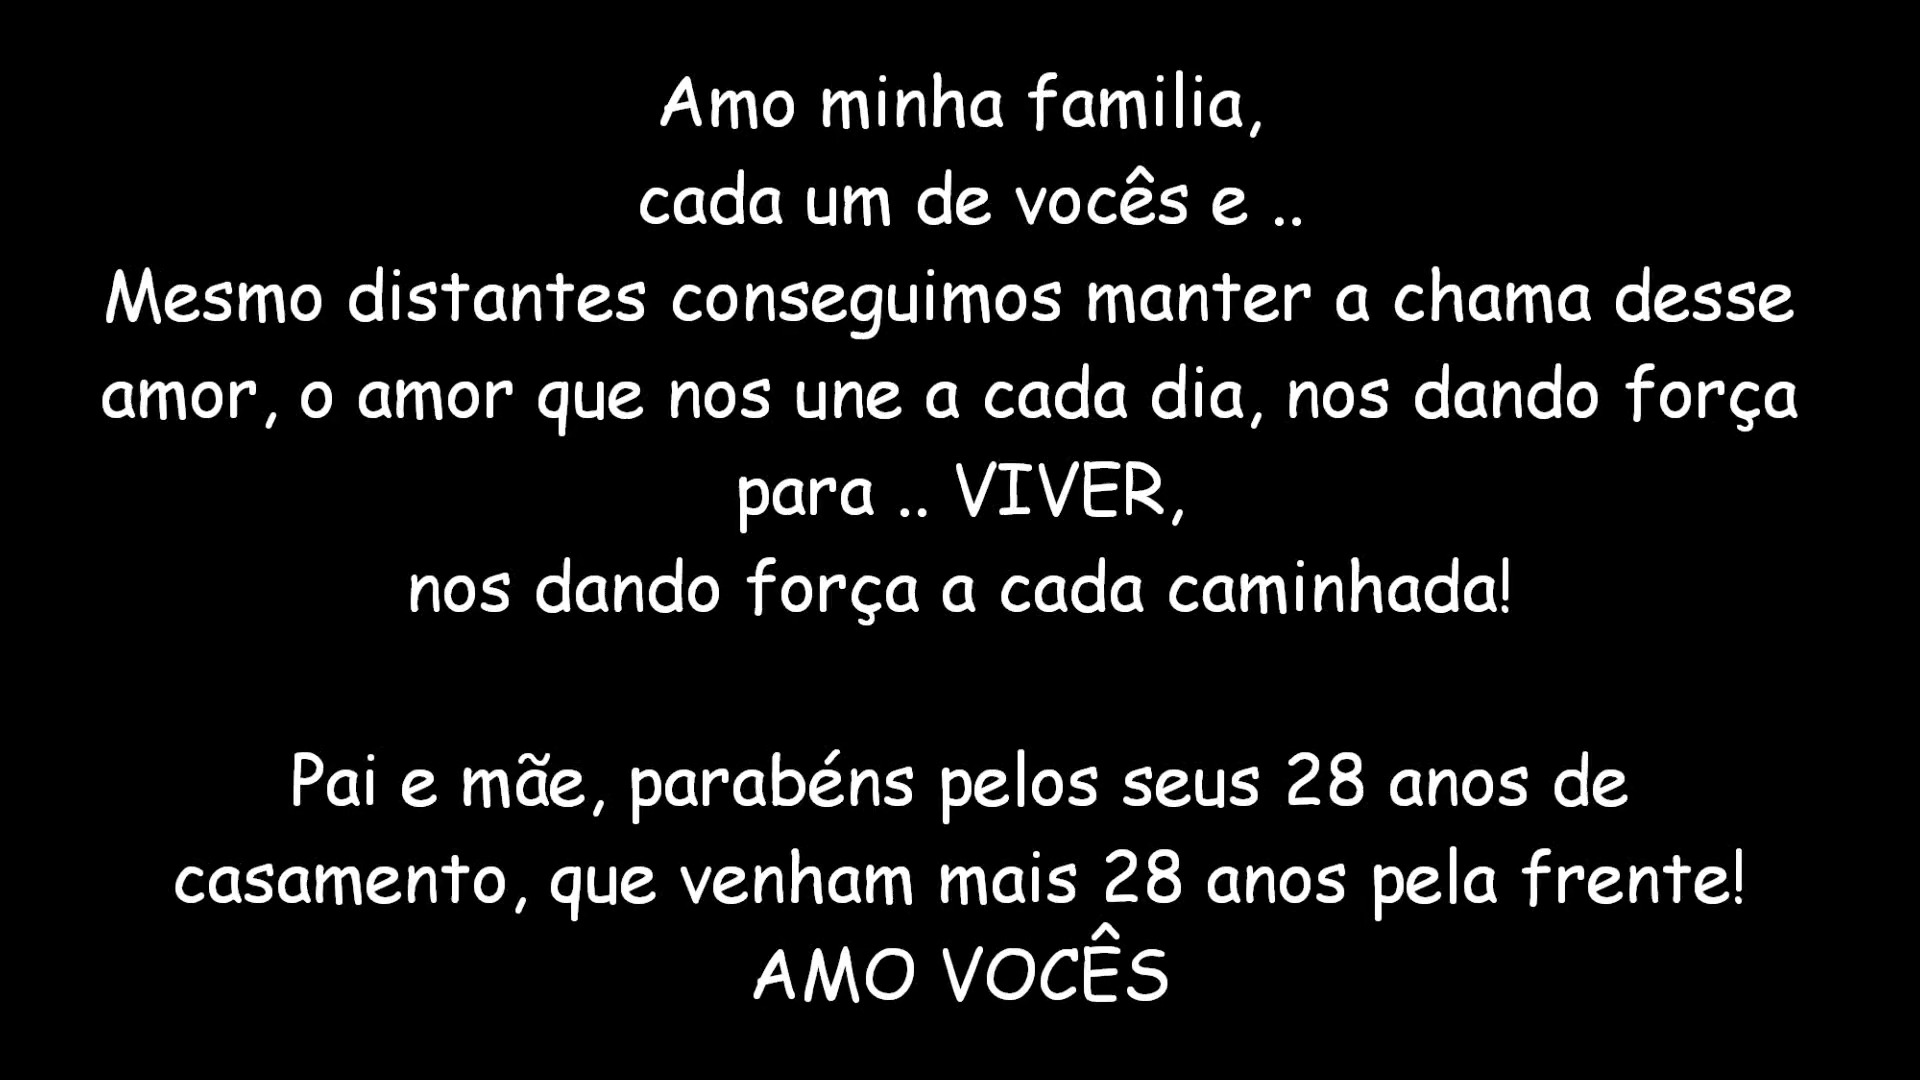 Amo minha familia,
cada um de vocês e ..
Mesmo distantes conseguimos manter a chama desse
amor, o amor que nos une a cada dia, nos dando força
para .. VIVER,
nos dando força a cada caminhada!
Pai e mãe, parabéns pelos seus 28 anos de
casamento, que venham mais 28 anos pela frente!
AMO VOCÊS